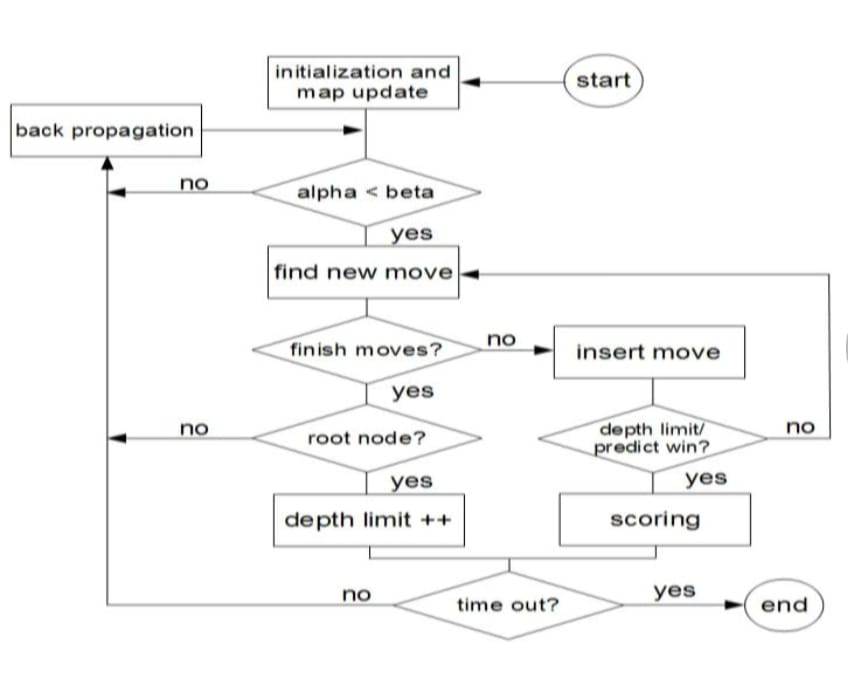 initialization and
map update
start
back propagation
no
alpha < beta
yes
find new move
finish moves?
no
insert move
yes
no
root node?
depth limit/
predict win?
no
yes
yes
depth limit ++
scoring
no
time out?
yes
end